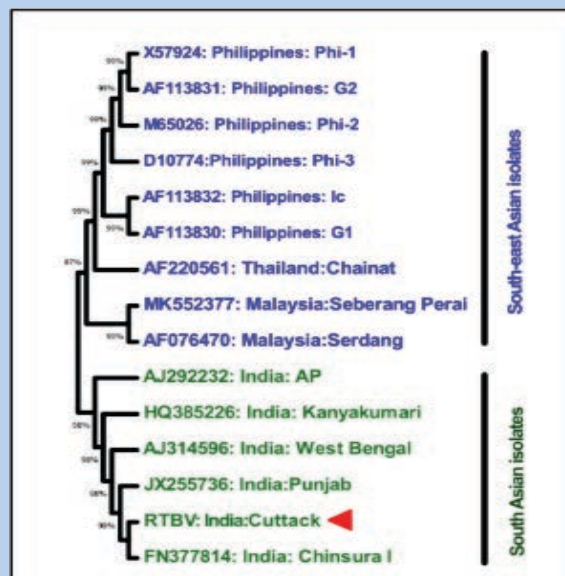 X57924: Philippines: Phi-1
AF113831: Philippines: G2
M65026: Philippines: Phi-2
D10774:Philippines: Phi-3
AF113832: Philippines: Ic
AF113830: Philippines: G1
AF220561: Thailand:Chainat
MK552377: Malaysia:Seberang Perai
AF076470: Malaysia:Serdang
South-east Asian isolates
AJ292232: India: AP
HQ385226: India: Kanyakumari
AJ314596: India: West Bengal
JX255736: India:Punjab
RTBV: India:Cuttack
FN377814: India: Chinsura I
South Asian isolates